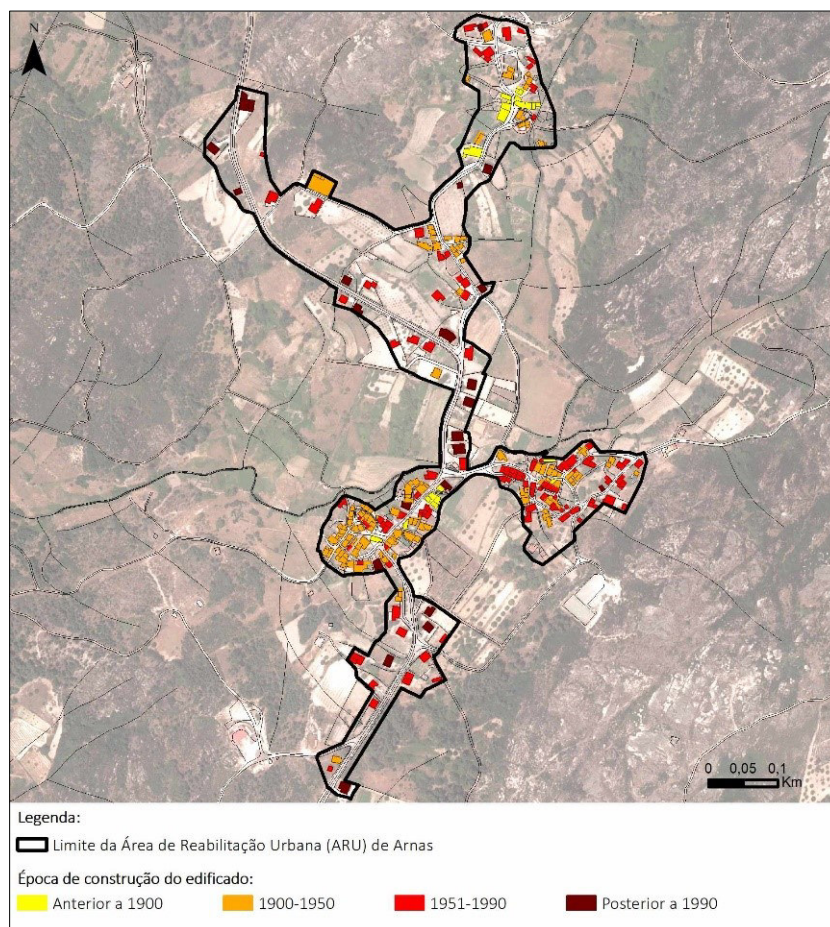 N
0 0,05 0,1
Km
Legenda:
Limite da Área de Reabilitação Urbana (ARU) de Arnas
Época de construção do edificado:
Anterior a 1900 1900-1950 1951-1990 Posterior a 1990